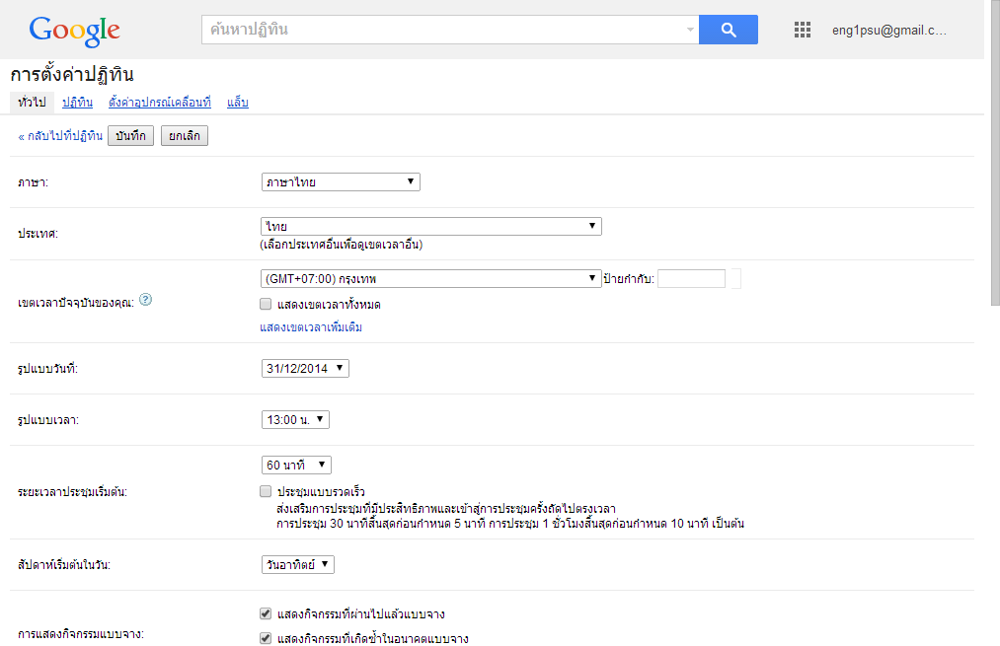 Google
ค้นหาปฏิทิน
eng1psu@gmail.c...
การตั้งค่าปฏิทิน
ทั่วไป ปฏิทิน ตั้งค่าอุปกรณ์เคลื่อนที่ แล็บ
« กลับไปที่ปฏิทิน บันทึก ยกเลิก
ภาษา: ภาษาไทย
ประเทศ: ไทย
(เลือกประเทศอื่นเพื่อดูเขตเวลาอื่น)
เขตเวลาปัจจุบันของคุณ: ? (GMT+07:00) กรุงเทพ ป้ายกำกับ:
แสดงเขตเวลาทั้งหมด
แสดงเขตเวลาเพิ่มเติม
รูปแบบวันที่: 31/12/2014
รูปแบบเวลา: 13:00 น.
ระยะเวลาประชุมเริ่มต้น: 60 นาที
ประชุมแบบรวดเร็ว
ส่งเสริมการประชุมที่มีประสิทธิภาพและเข้าสู่การประชุมครั้งถัดไปตรงเวลา
การประชุม 30 นาทีสิ้นสุดก่อนกำหนด 5 นาที การประชุม 1 ชั่วโมงสิ้นสุดก่อนกำหนด 10 นาที เป็นต้น
สัปดาห์เริ่มต้นในวัน: วันอาทิตย์
การแสดงกิจกรรมแบบจาง: แสดงกิจกรรมที่ผ่านไปแล้วแบบจาง
แสดงกิจกรรมที่เกิดซ้ำในอนาคตแบบจาง